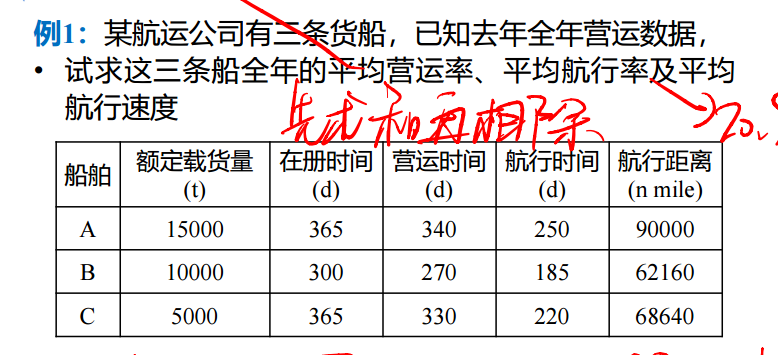 例1：某航运公司有三条货船，已知去年全年营运数据，
• 试求这三条船全年的平均营运率、平均航行率及平均
航行速度
先求和再相除
船舶 额定载货量 (t) 在册时间 (d) 营运时间 (d) 航行时间 (d) 航行距离 (n mile)
A 15000 365 340 250 90000
B 10000 300 270 185 62160
C 5000 365 330 220 68640